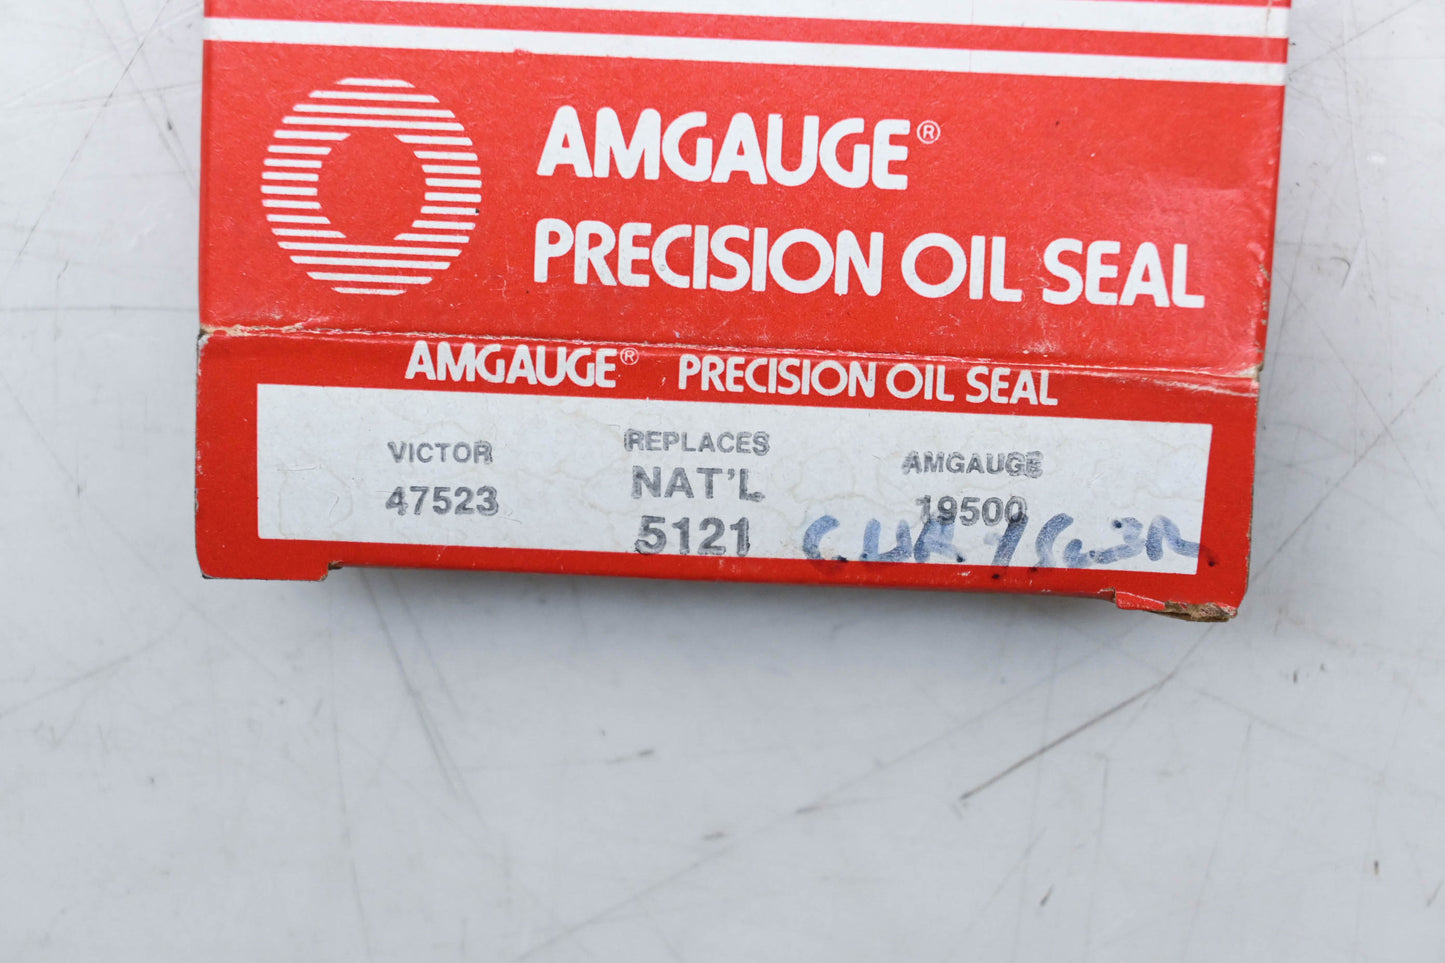 AMGAUGE®
PRECISION OIL SEAL
AMGAUGE® PRECISION OIL SEAL
VICTOR REPLACES AMGAUGE
47523 NAT'L 19500
5121